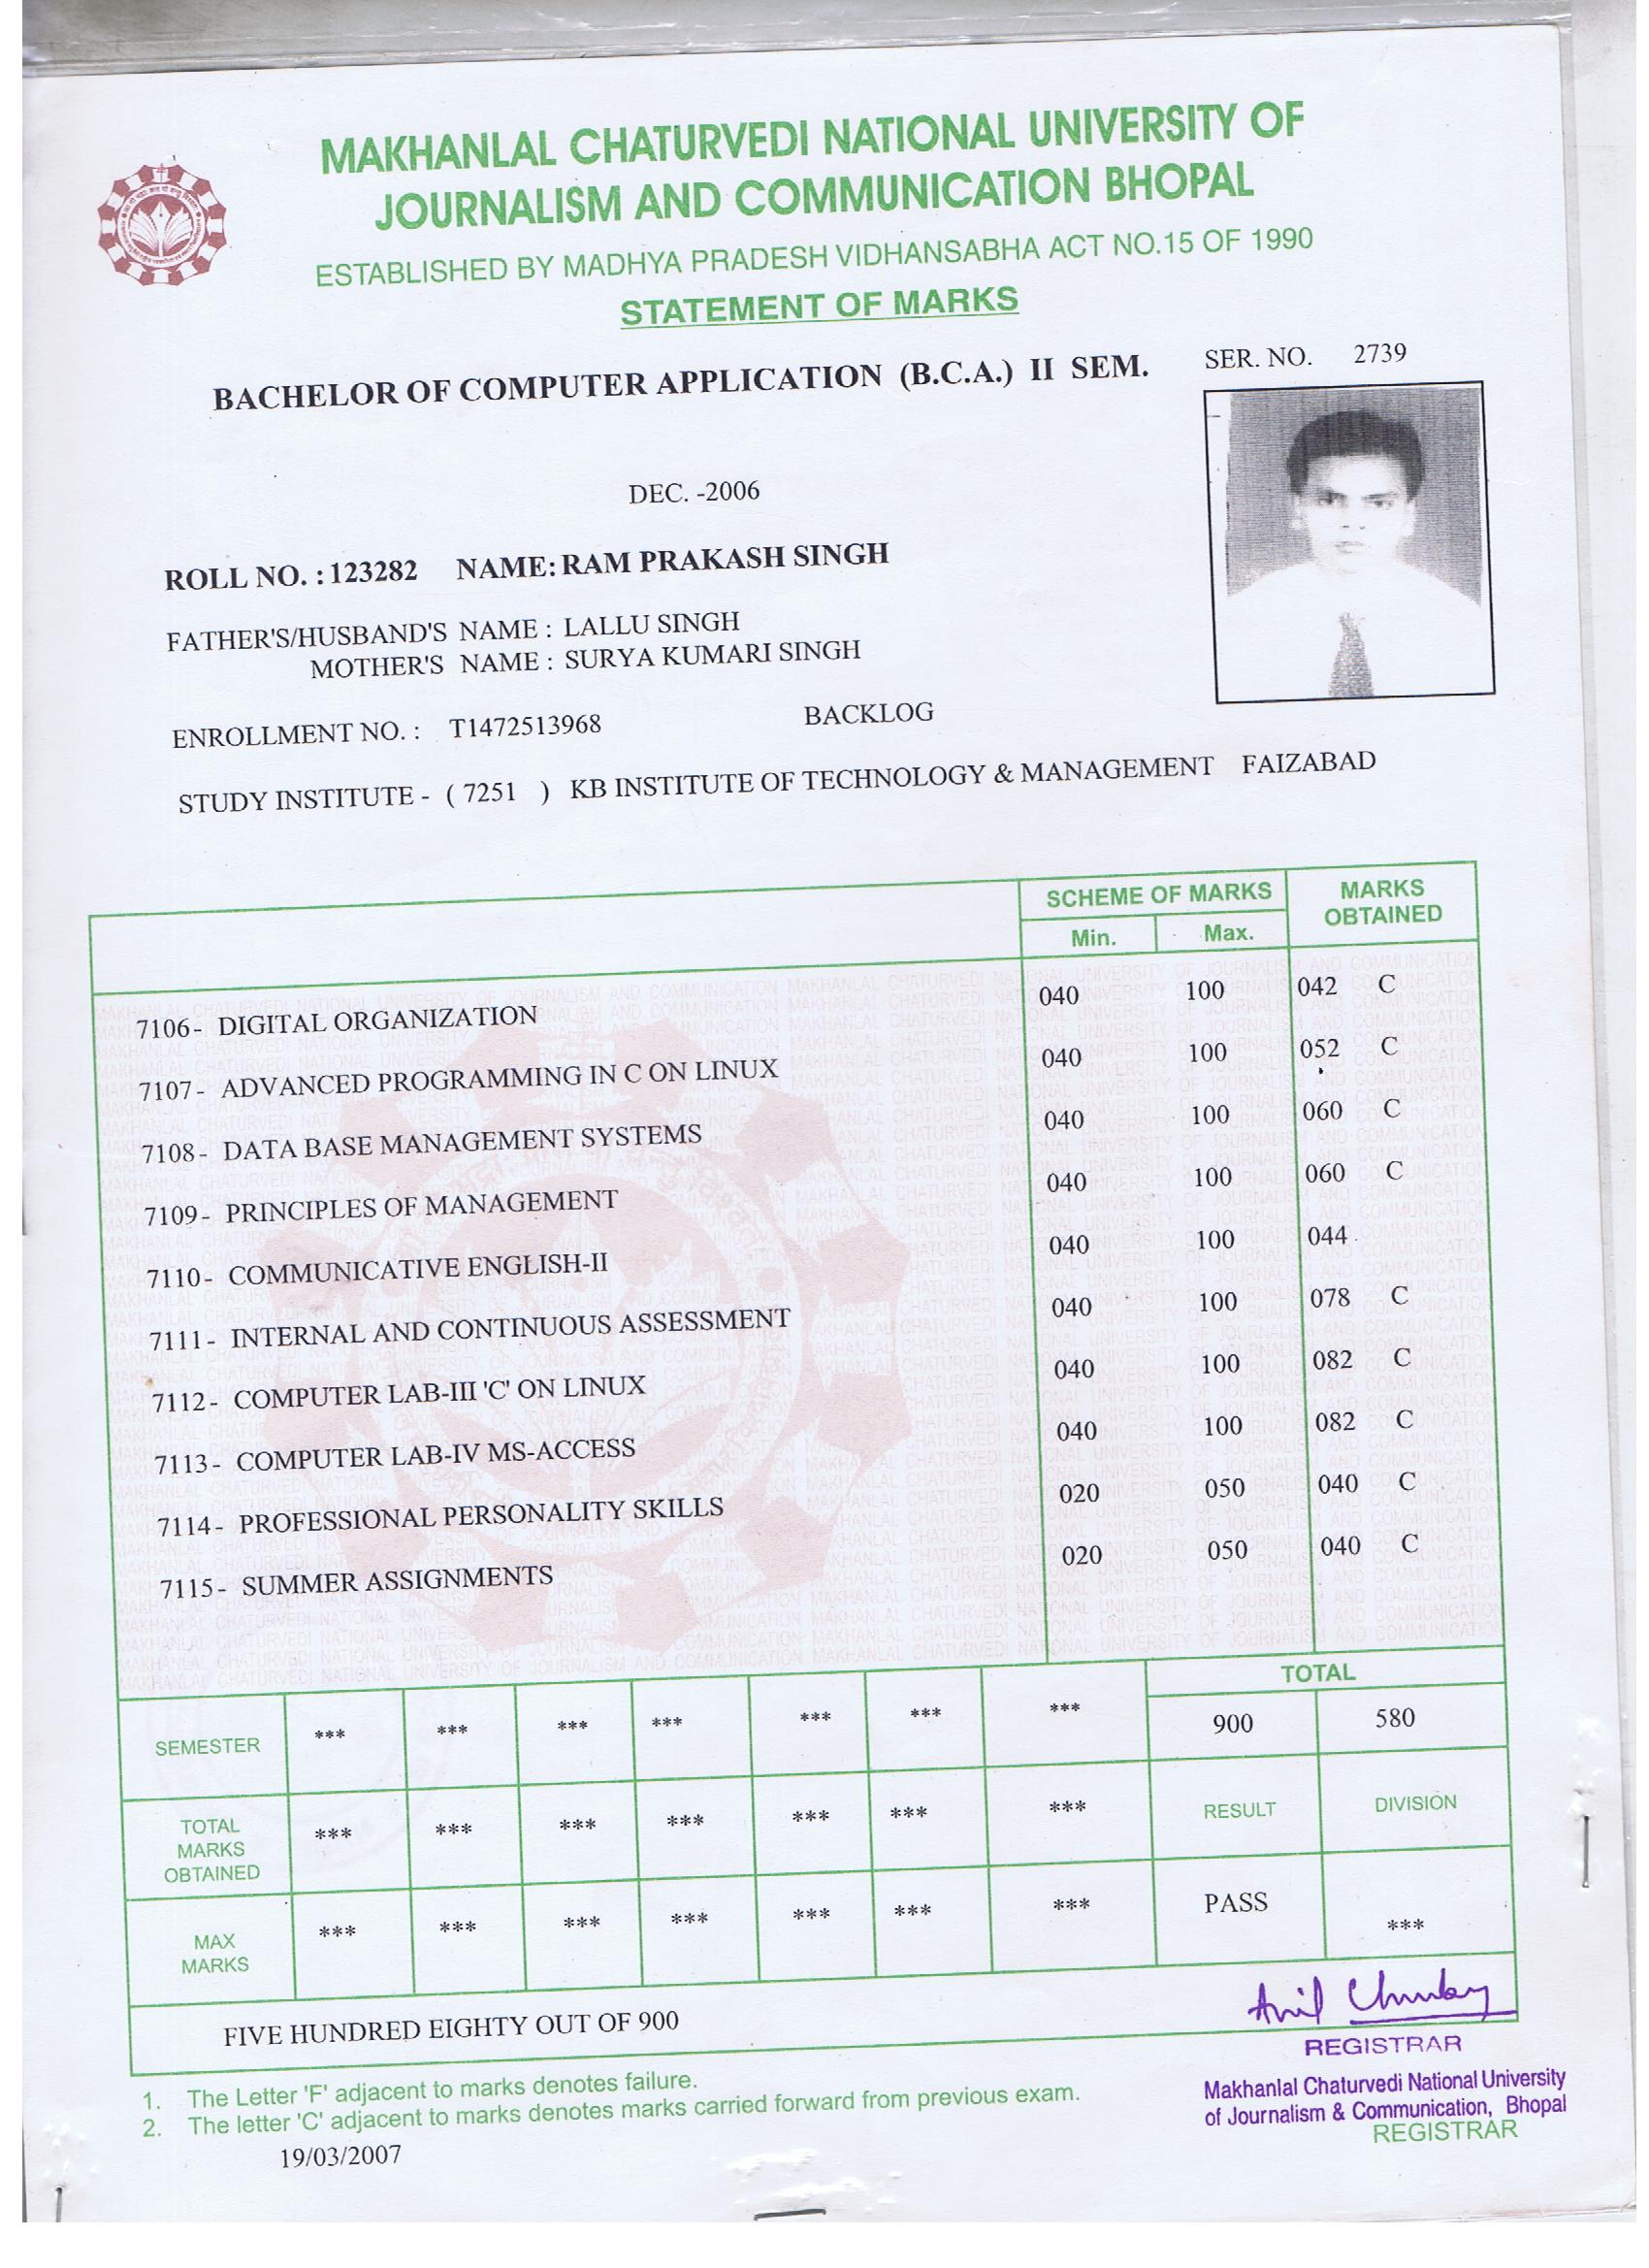 MAKHANLAL CHATURVEDI NATIONAL UNIVERSITY OF
JOURNALISM AND COMMUNICATION BHOPAL
ESTABLISHED BY MADHYA PRADESH VIDHANSABHA ACT NO.15 OF 1990
STATEMENT OF MARKS
BACHELOR OF COMPUTER APPLICATION (B.C.A.) II SEM.
SER. NO. 2739
DEC. -2006
ROLL NO. : 123282 NAME: RAM PRAKASH SINGH
FATHER'S/HUSBAND'S NAME : LALLU SINGH
MOTHER'S NAME : SURYA KUMARI SINGH
ENROLLMENT NO. : T1472513968 BACKLOG
STUDY INSTITUTE - ( 7251 ) KB INSTITUTE OF TECHNOLOGY & MANAGEMENT FAIZABAD
SCHEME OF MARKS MARKS OBTAINED
Min. Max.
7106- DIGITAL ORGANIZATION 040 100 042 C
7107- ADVANCED PROGRAMMING IN C ON LINUX 040 100 052 C
7108- DATA BASE MANAGEMENT SYSTEMS 040 100 060 C
7109- PRINCIPLES OF MANAGEMENT 040 100 060 C
7110- COMMUNICATIVE ENGLISH-II 040 100 044
7111- INTERNAL AND CONTINUOUS ASSESSMENT 040 100 078 C
7112- COMPUTER LAB-III 'C' ON LINUX 040 100 082 C
7113- COMPUTER LAB-IV MS-ACCESS 040 100 082 C
7114- PROFESSIONAL PERSONALITY SKILLS 020 050 040 C
7115- SUMMER ASSIGNMENTS 020 050 040 C
TOTAL
SEMESTER *** *** *** *** *** *** *** 900 580
TOTAL MARKS OBTAINED *** *** *** *** *** *** *** RESULT DIVISION
MAX MARKS *** *** *** *** *** *** *** PASS ***
FIVE HUNDRED EIGHTY OUT OF 900
REGISTRAR
Makhanlal Chaturvedi National University
of Journalism & Communication, Bhopal
REGISTRAR
1. The Letter 'F' adjacent to marks denotes failure.
2. The letter 'C' adjacent to marks denotes marks carried forward from previous exam.
19/03/2007